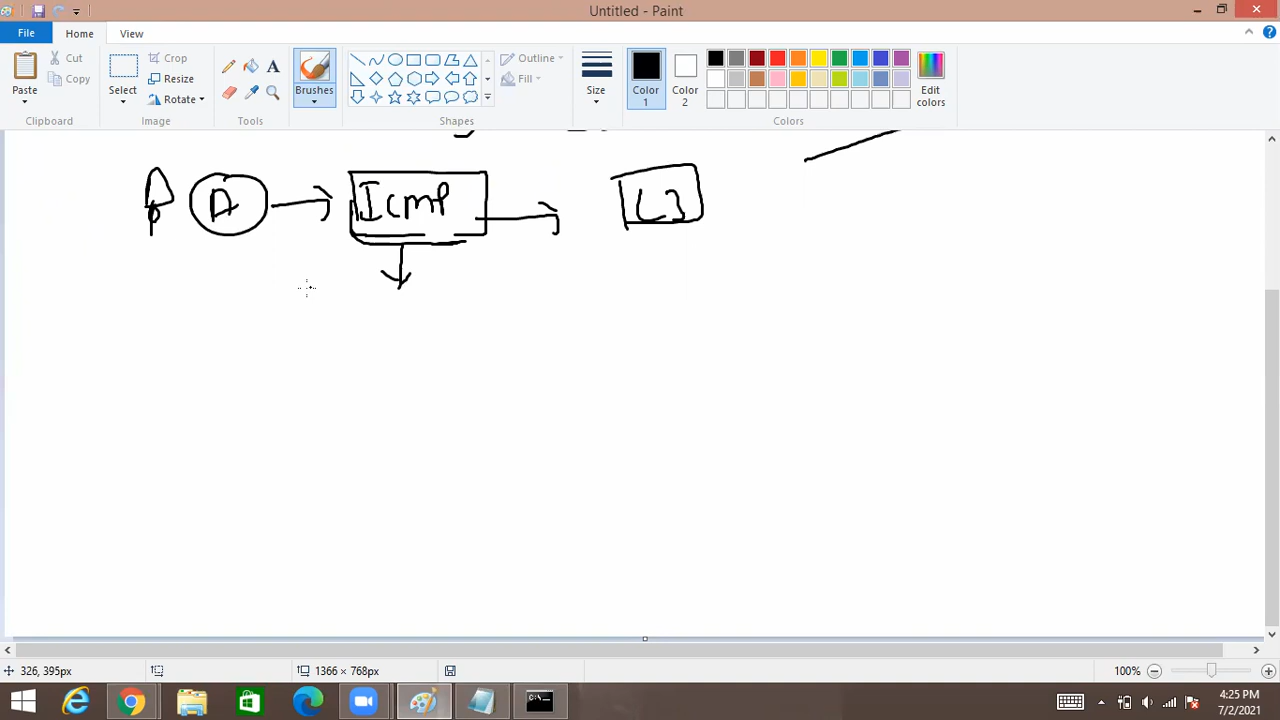 Untitled - Paint
File Home View
Paste
Cut
Copy
Clipboard
Select
Crop
Resize
Rotate
Image
Tools
Brushes
Shapes
Outline
Fill
Size
Color 1
Color 2
Edit colors
Colors
A Icmp L3
326, 395px
1366 × 768px
100%
4:25 PM
7/2/2021